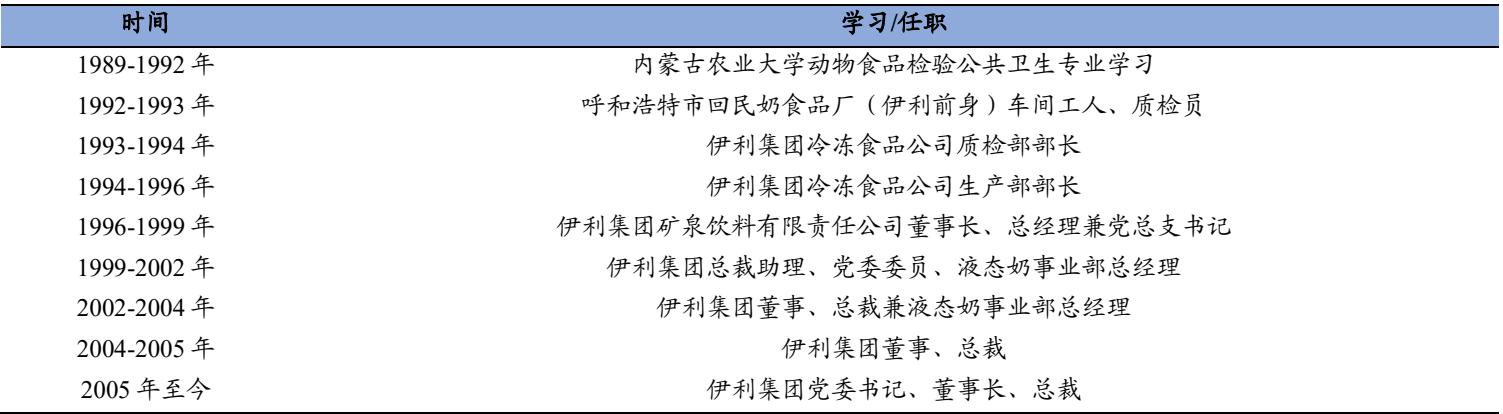 时间 学习/任职
1989-1992 年 内蒙古农业大学动物食品检验公共卫生专业学习
1992-1993 年 呼和浩特市回民奶食品厂（伊利前身）车间工人、质检员
1993-1994 年 伊利集团冷冻食品公司质检部部长
1994-1996 年 伊利集团冷冻食品公司生产部部长
1996-1999 年 伊利集团矿泉饮料有限责任公司董事长、总经理兼党总支书记
1999-2002 年 伊利集团总裁助理、党委委员、液态奶事业部总经理
2002-2004 年 伊利集团董事、总裁兼液态奶事业部总经理
2004-2005 年 伊利集团董事、总裁
2005 年至今 伊利集团党委书记、董事长、总裁